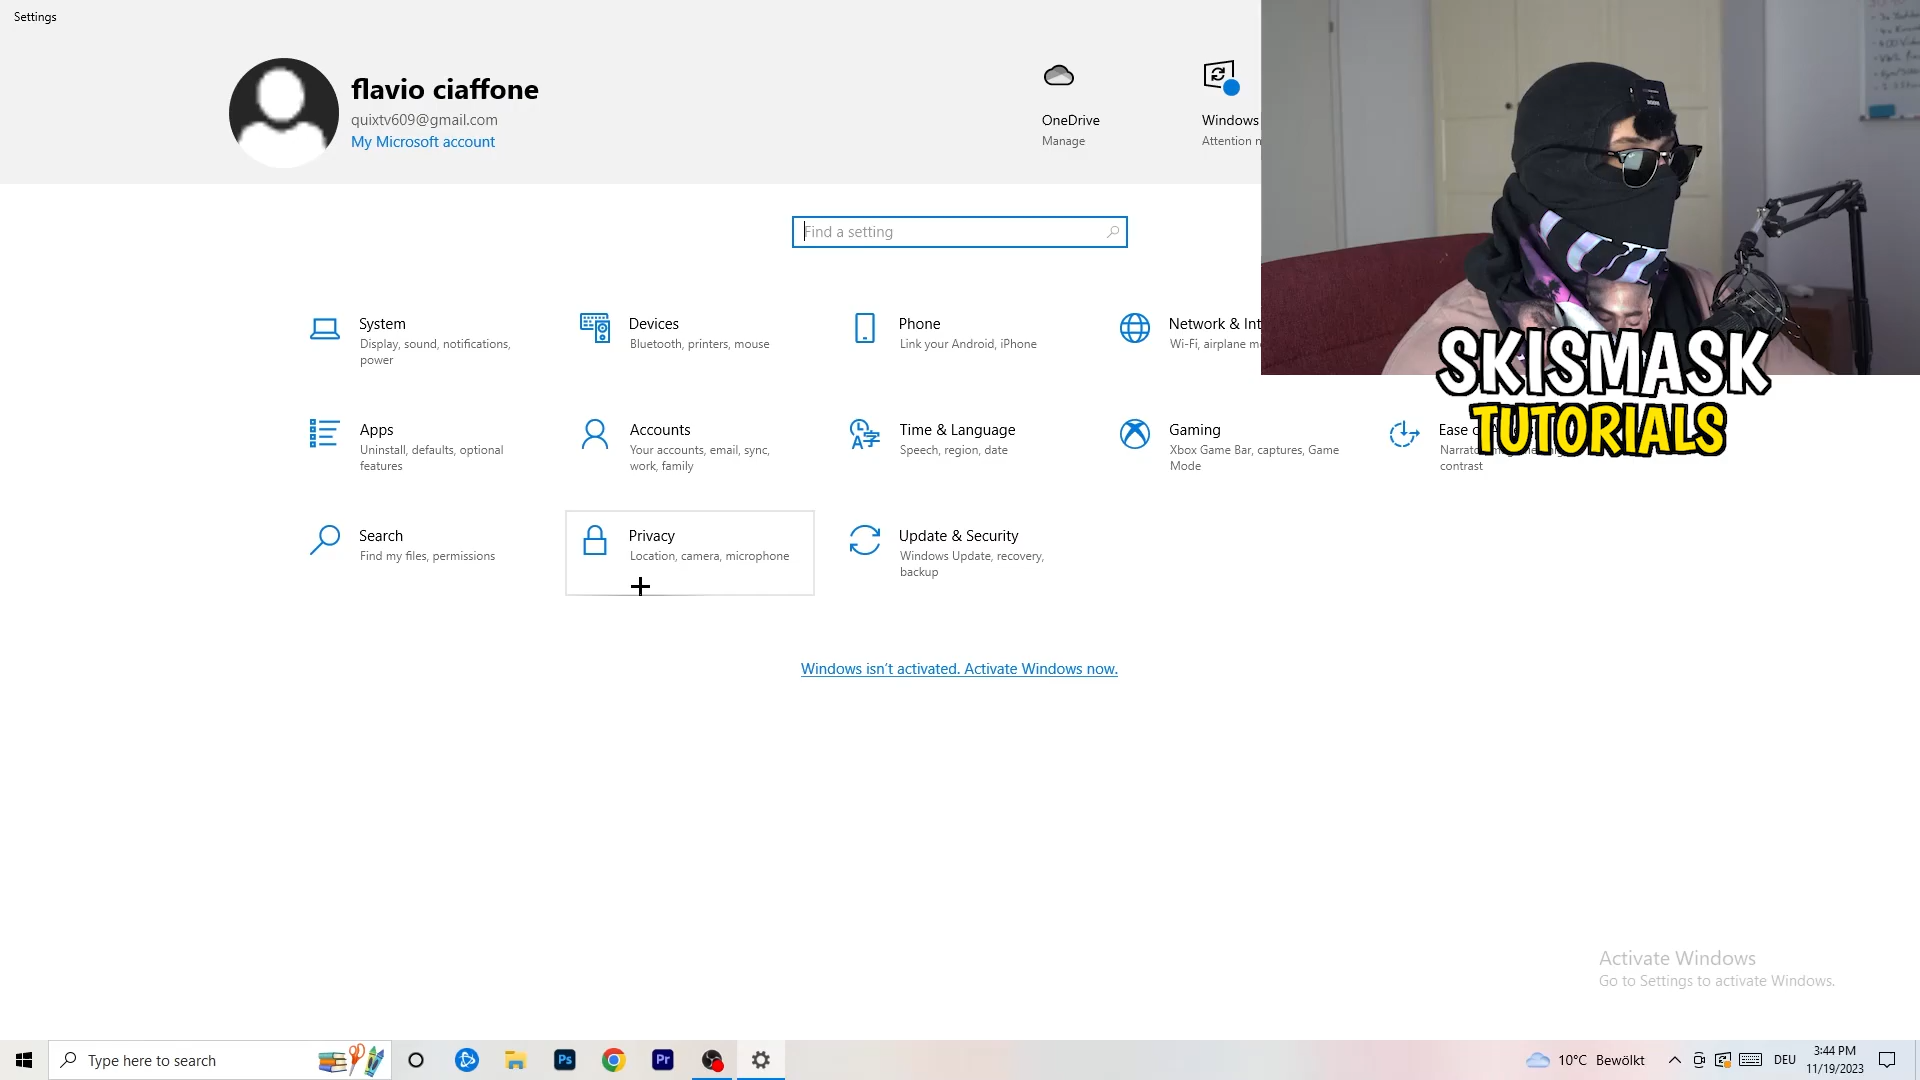 Settings
flavio ciaffone
quixtv609@gmail.com
My Microsoft account
OneDrive
Manage
Windows
Attention
Find a setting
System
Display, sound, notifications,
power
Devices
Bluetooth, printers, mouse
Phone
Link your Android, iPhone
Network & Int
Wi-Fi, airplane
SKISMASK
TUTORIALS
Apps
Uninstall, defaults, optional
features
Accounts
Your accounts, email, sync,
work, family
Time & Language
Speech, region, date
Gaming
Xbox Game Bar, captures, Game
Mode
Ease
contrast
Search
Find my files, permissions
Privacy
Location, camera, microphone
Update & Security
Windows Update, recovery,
backup
Windows isn't activated. Activate Windows now.
Activate Windows
Go to Settings to activate Windows.
Type here to search
Ps
Pr
10°C Bewölkt
DEU
3:44 PM
11/19/2023